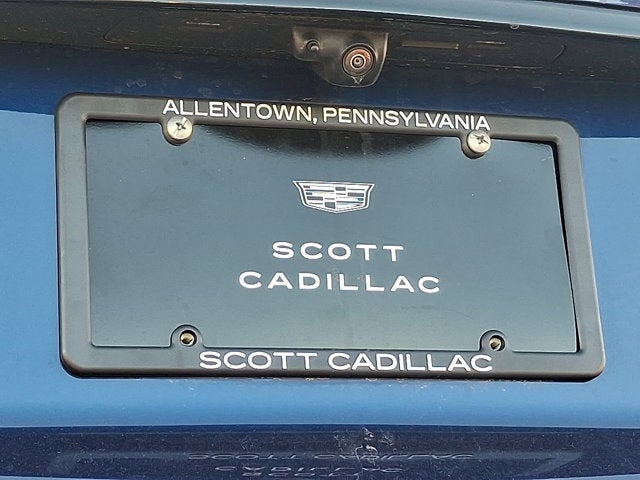 ALLENTOWN, PENNSYLVANIA
SCOTT
CADILLAC
SCOTT CADILLAC